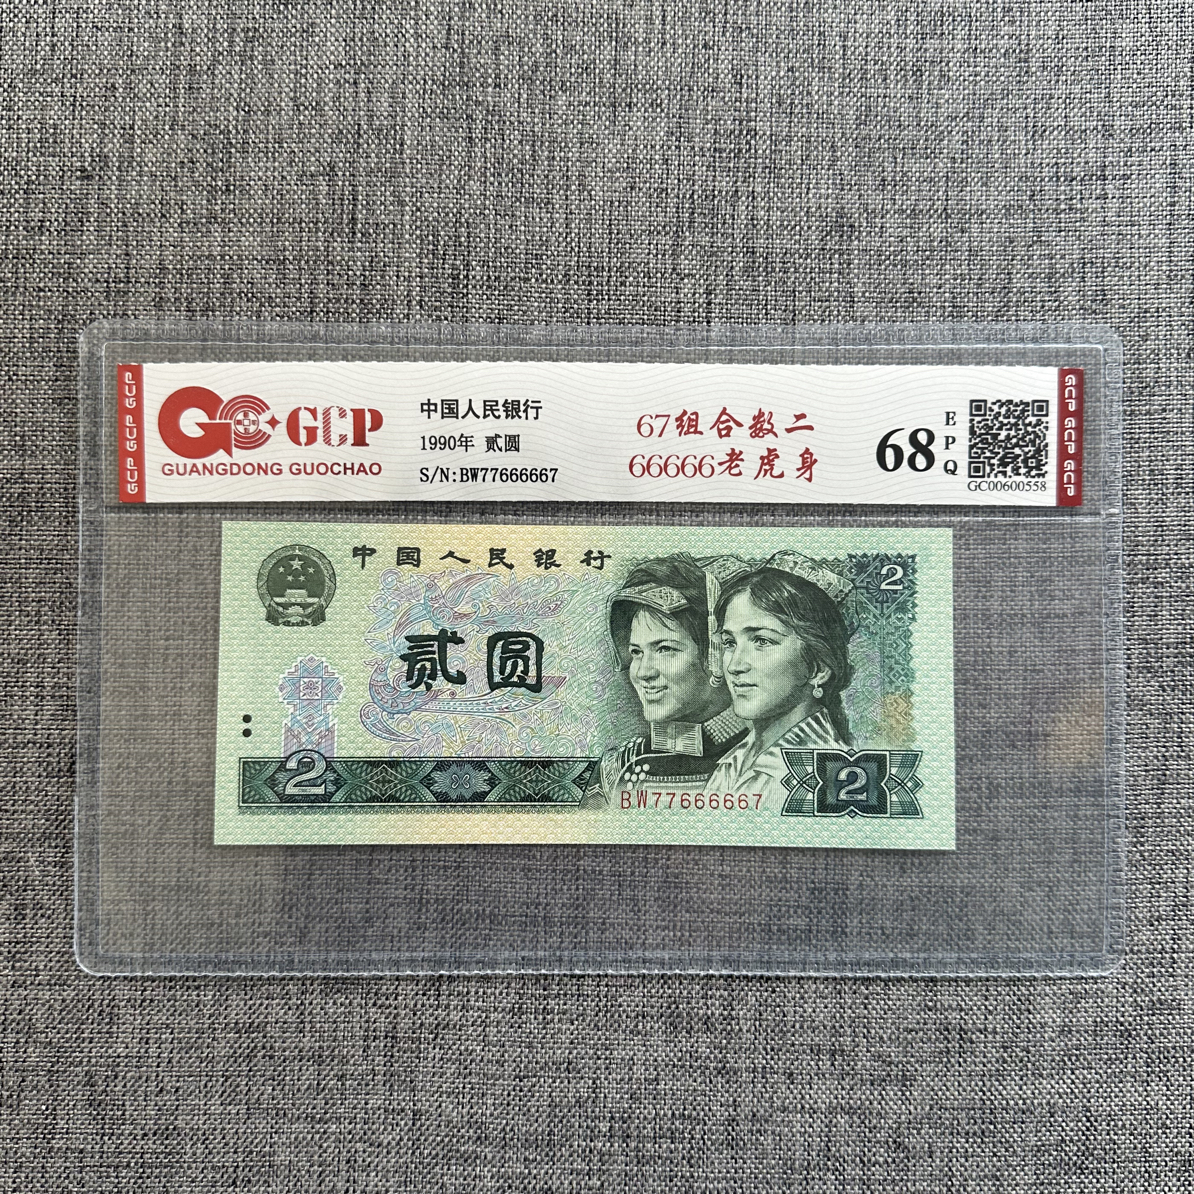 GCP GCP GCP
GC GCP
GUANGDONG GUOCHAO
中国人民银行
1990年 贰圆
S/N:BW77666667
67组合数二
66666老虎身
68
EPQ
GC00600558
GCP GCP GCP
中国人民银行
2
贰圆
2
BW77666667
2